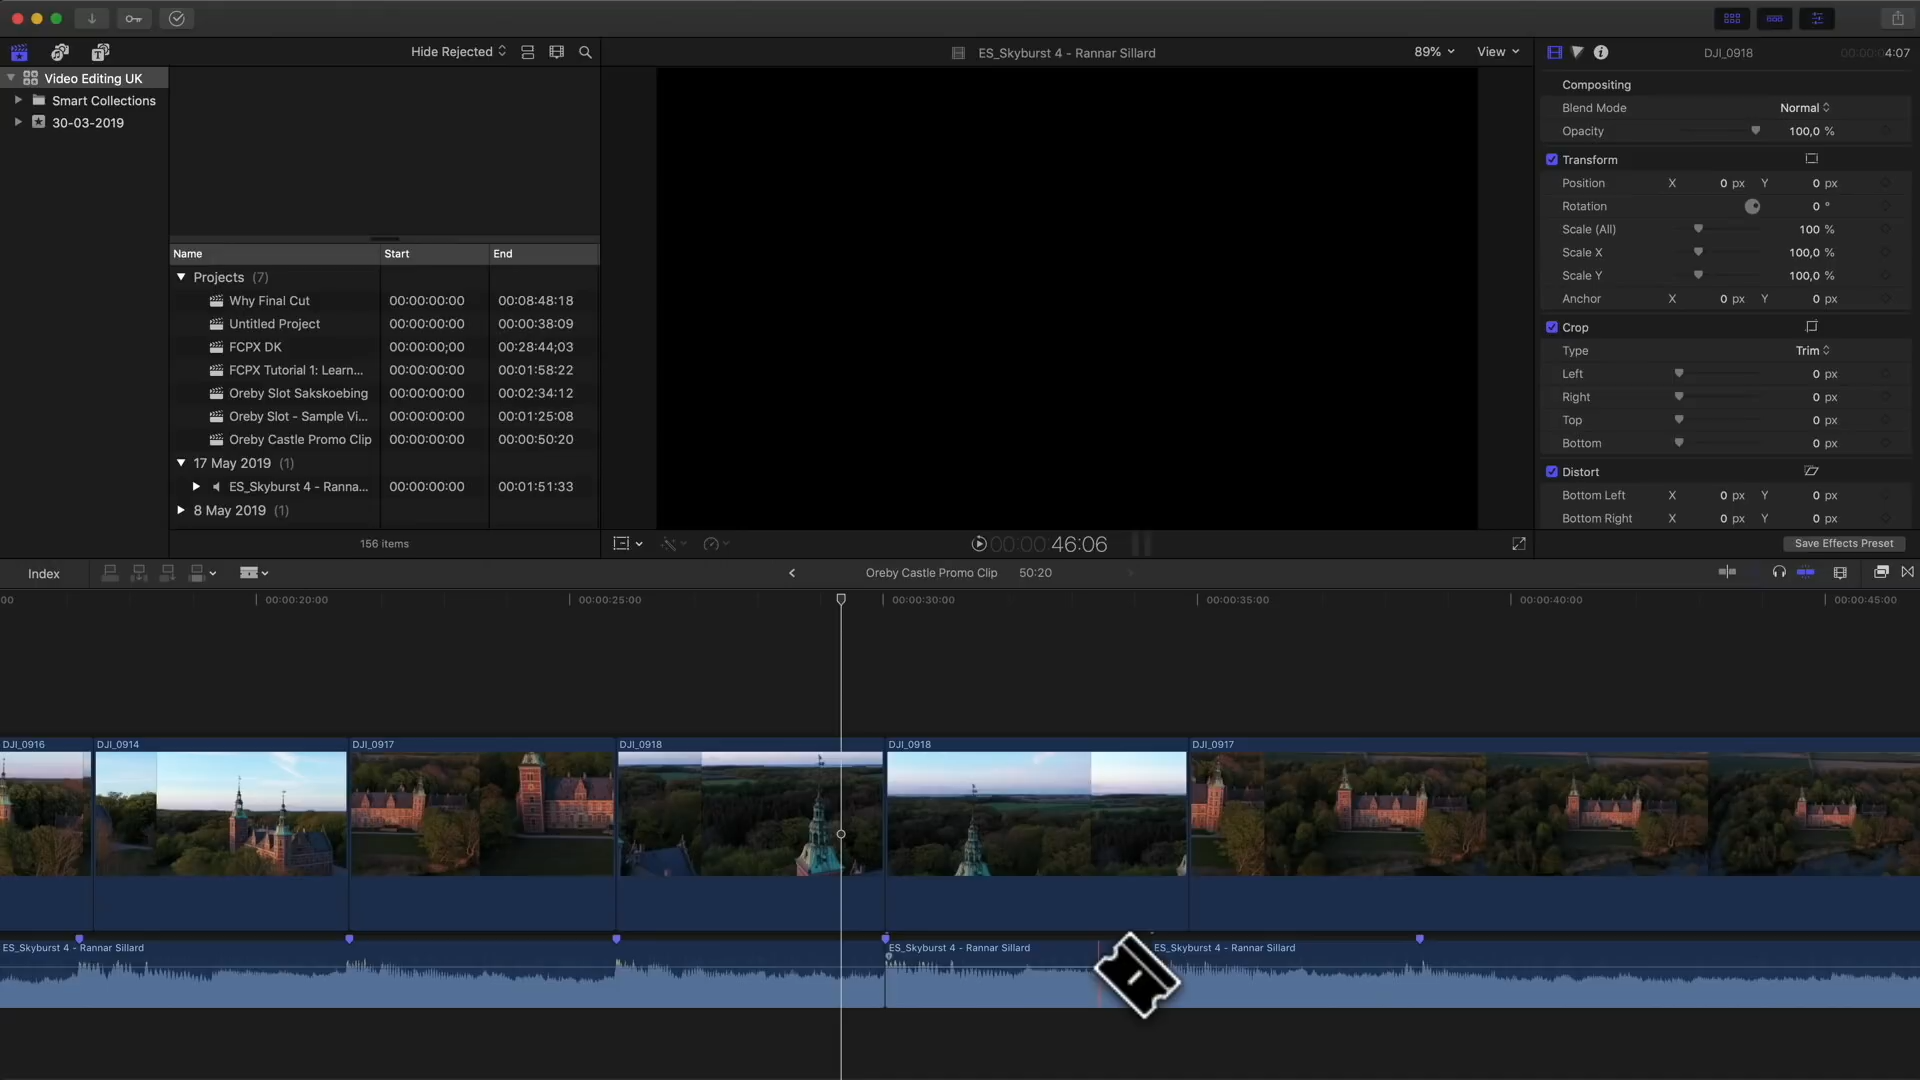 Hide Rejected
ES_Skyburst 4 - Rannar Sillard
89%
View
DJI_0918
00:00:0 4:07
Video Editing UK
Smart Collections
30-03-2019
Name Start End
Projects (7)
Why Final Cut 00:00:00:00 00:08:48:18
Untitled Project 00:00:00:00 00:00:38:09
FCPX DK 00:00:00;00 00:28:44;03
FCPX Tutorial 1: Learn... 00:00:00:00 00:01:58:22
Oreby Slot Sakskoebing 00:00:00:00 00:02:34:12
Oreby Slot - Sample Vi... 00:00:00:00 00:01:25:08
Oreby Castle Promo Clip 00:00:00:00 00:00:50:20
17 May 2019 (1)
ES_Skyburst 4 - Ranna... 00:00:00:00 00:01:51:33
8 May 2019 (1)
156 items
00:00:46:06
Compositing
Blend Mode Normal
Opacity 100,0 %
Transform
Position X 0 px Y 0 px
Rotation 0 °
Scale (All) 100 %
Scale X 100,0 %
Scale Y 100,0 %
Anchor X 0 px Y 0 px
Crop
Type Trim
Left 0 px
Right 0 px
Top 0 px
Bottom 0 px
Distort
Bottom Left X 0 px Y 0 px
Bottom Right X 0 px Y 0 px
Save Effects Preset
Index
Oreby Castle Promo Clip 50:20
00 00:00:20:00 00:00:25:00 00:00:30:00 00:00:35:00 00:00:40:00 00:00:45:00
DJI_0916 DJI_0914 DJI_0917 DJI_0918 DJI_0918 DJI_0917
ES_Skyburst 4 - Rannar Sillard ES_Skyburst 4 - Rannar Sillard ES_Skyburst 4 - Rannar Sillard